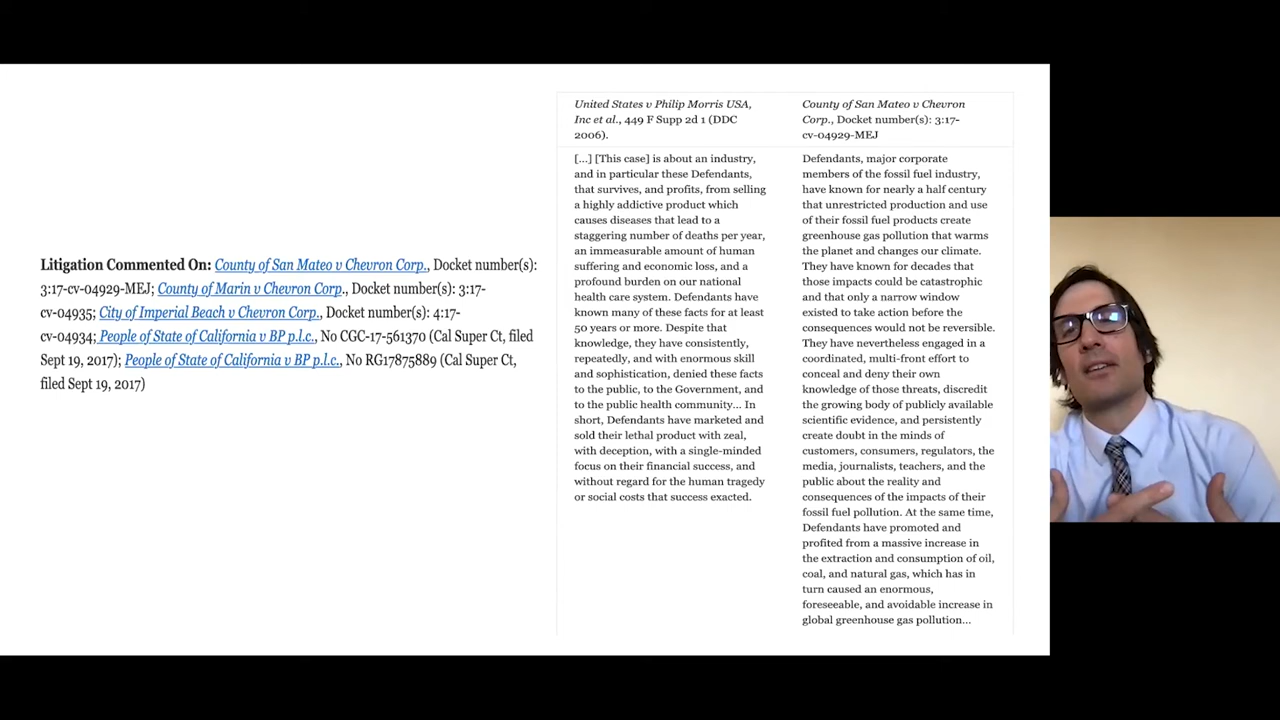 Litigation Commented On: County of San Mateo v Chevron Corp., Docket number(s):
3:17-cv-04929-MEJ; County of Marin v Chevron Corp., Docket number(s): 3:17-
cv-04935; City of Imperial Beach v Chevron Corp., Docket number(s): 4:17-
cv-04934; People of State of California v BP p.l.c., No CGC-17-561370 (Cal Super Ct, filed
Sept 19, 2017); People of State of California v BP p.l.c., No RG17875889 (Cal Super Ct,
filed Sept 19, 2017)
United States v Philip Morris USA,
Inc et al., 449 F Supp 2d 1 (DDC
2006).
[...] [This case] is about an industry,
and in particular these Defendants,
that survives, and profits, from selling
a highly addictive product which
causes diseases that lead to a
staggering number of deaths per year,
an immeasurable amount of human
suffering and economic loss, and a
profound burden on our national
health care system. Defendants have
known many of these facts for at least
50 years or more. Despite that
knowledge, they have consistently,
repeatedly, and with enormous skill
and sophistication, denied these facts
to the public, to the Government, and
to the public health community... In
short, Defendants have marketed and
sold their lethal product with zeal,
with deception, with a single-minded
focus on their financial success, and
without regard for the human tragedy
or social costs that success exacted.
County of San Mateo v Chevron
Corp., Docket number(s): 3:17-
cv-04929-MEJ
Defendants, major corporate
members of the fossil fuel industry,
have known for nearly a half century
that unrestricted production and use
of their fossil fuel products create
greenhouse gas pollution that warms
the planet and changes our climate.
They have known for decades that
those impacts could be catastrophic
and that only a narrow window
existed to take action before the
consequences would not be reversible.
They have nevertheless engaged in a
coordinated, multi-front effort to
conceal and deny their own
knowledge of those threats, discredit
the growing body of publicly available
scientific evidence, and persistently
create doubt in the minds of
customers, consumers, regulators, the
media, journalists, teachers, and the
public about the reality and
consequences of the impacts of their
fossil fuel pollution. At the same time,
Defendants have promoted and
profited from a massive increase in
the extraction and consumption of oil,
coal, and natural gas, which has in
turn caused an enormous,
foreseeable, and avoidable increase in
global greenhouse gas pollution...